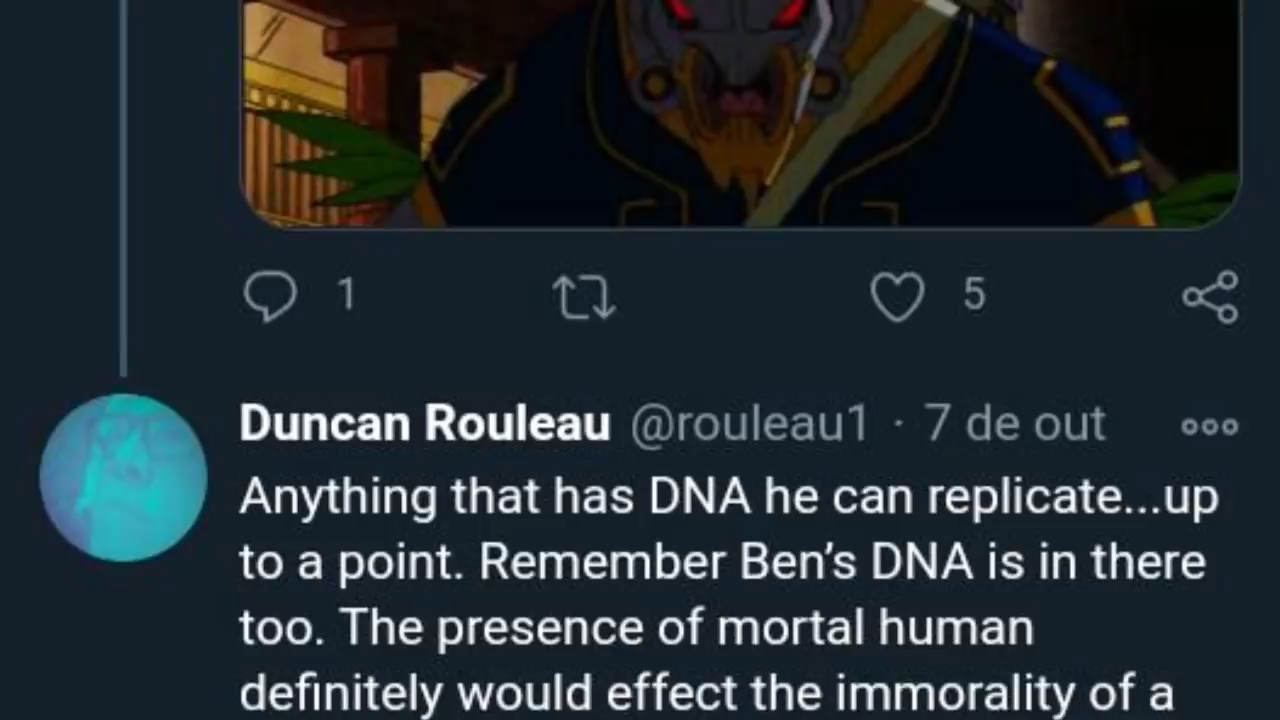 1 5
Duncan Rouleau @rouleau1 · 7 de out
Anything that has DNA he can replicate...up
to a point. Remember Ben’s DNA is in there
too. The presence of mortal human
definitely would effect the immorality of a